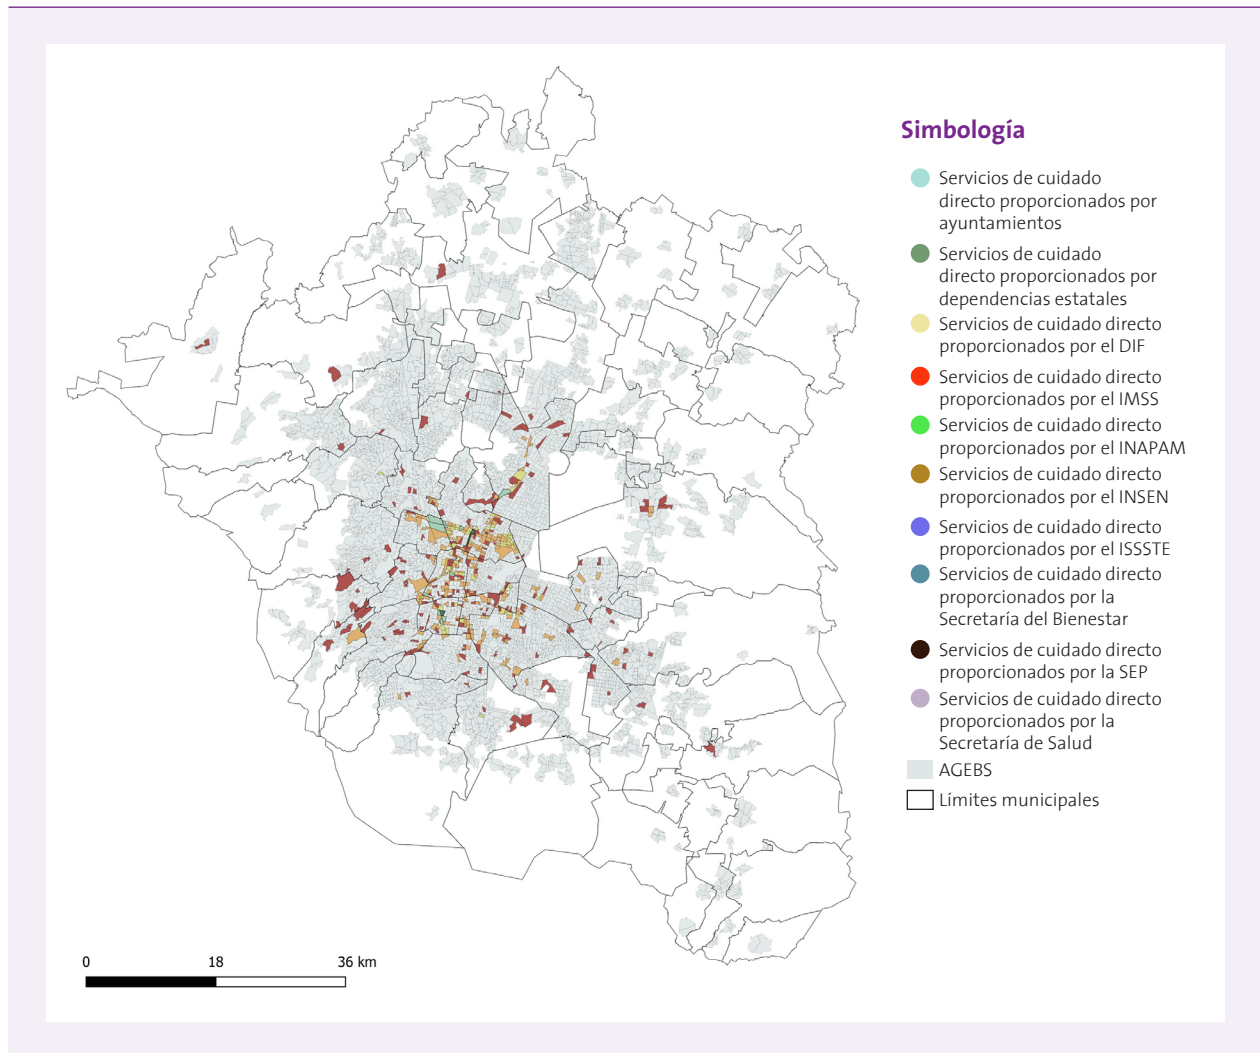 Simbología
Servicios de cuidado
directo proporcionados por
ayuntamientos
Servicios de cuidado
directo proporcionados por
dependencias estatales
Servicios de cuidado directo
proporcionados por el DIF
Servicios de cuidado directo
proporcionados por el IMSS
Servicios de cuidado directo
proporcionados por el INAPAM
Servicios de cuidado directo
proporcionados por el INSEN
Servicios de cuidado directo
proporcionados por el ISSSTE
Servicios de cuidado directo
proporcionados por la
Secretaría del Bienestar
Servicios de cuidado directo
proporcionados por la SEP
Servicios de cuidado directo
proporcionados por la
Secretaría de Salud
AGEBS
Límites municipales
0 18 36 km